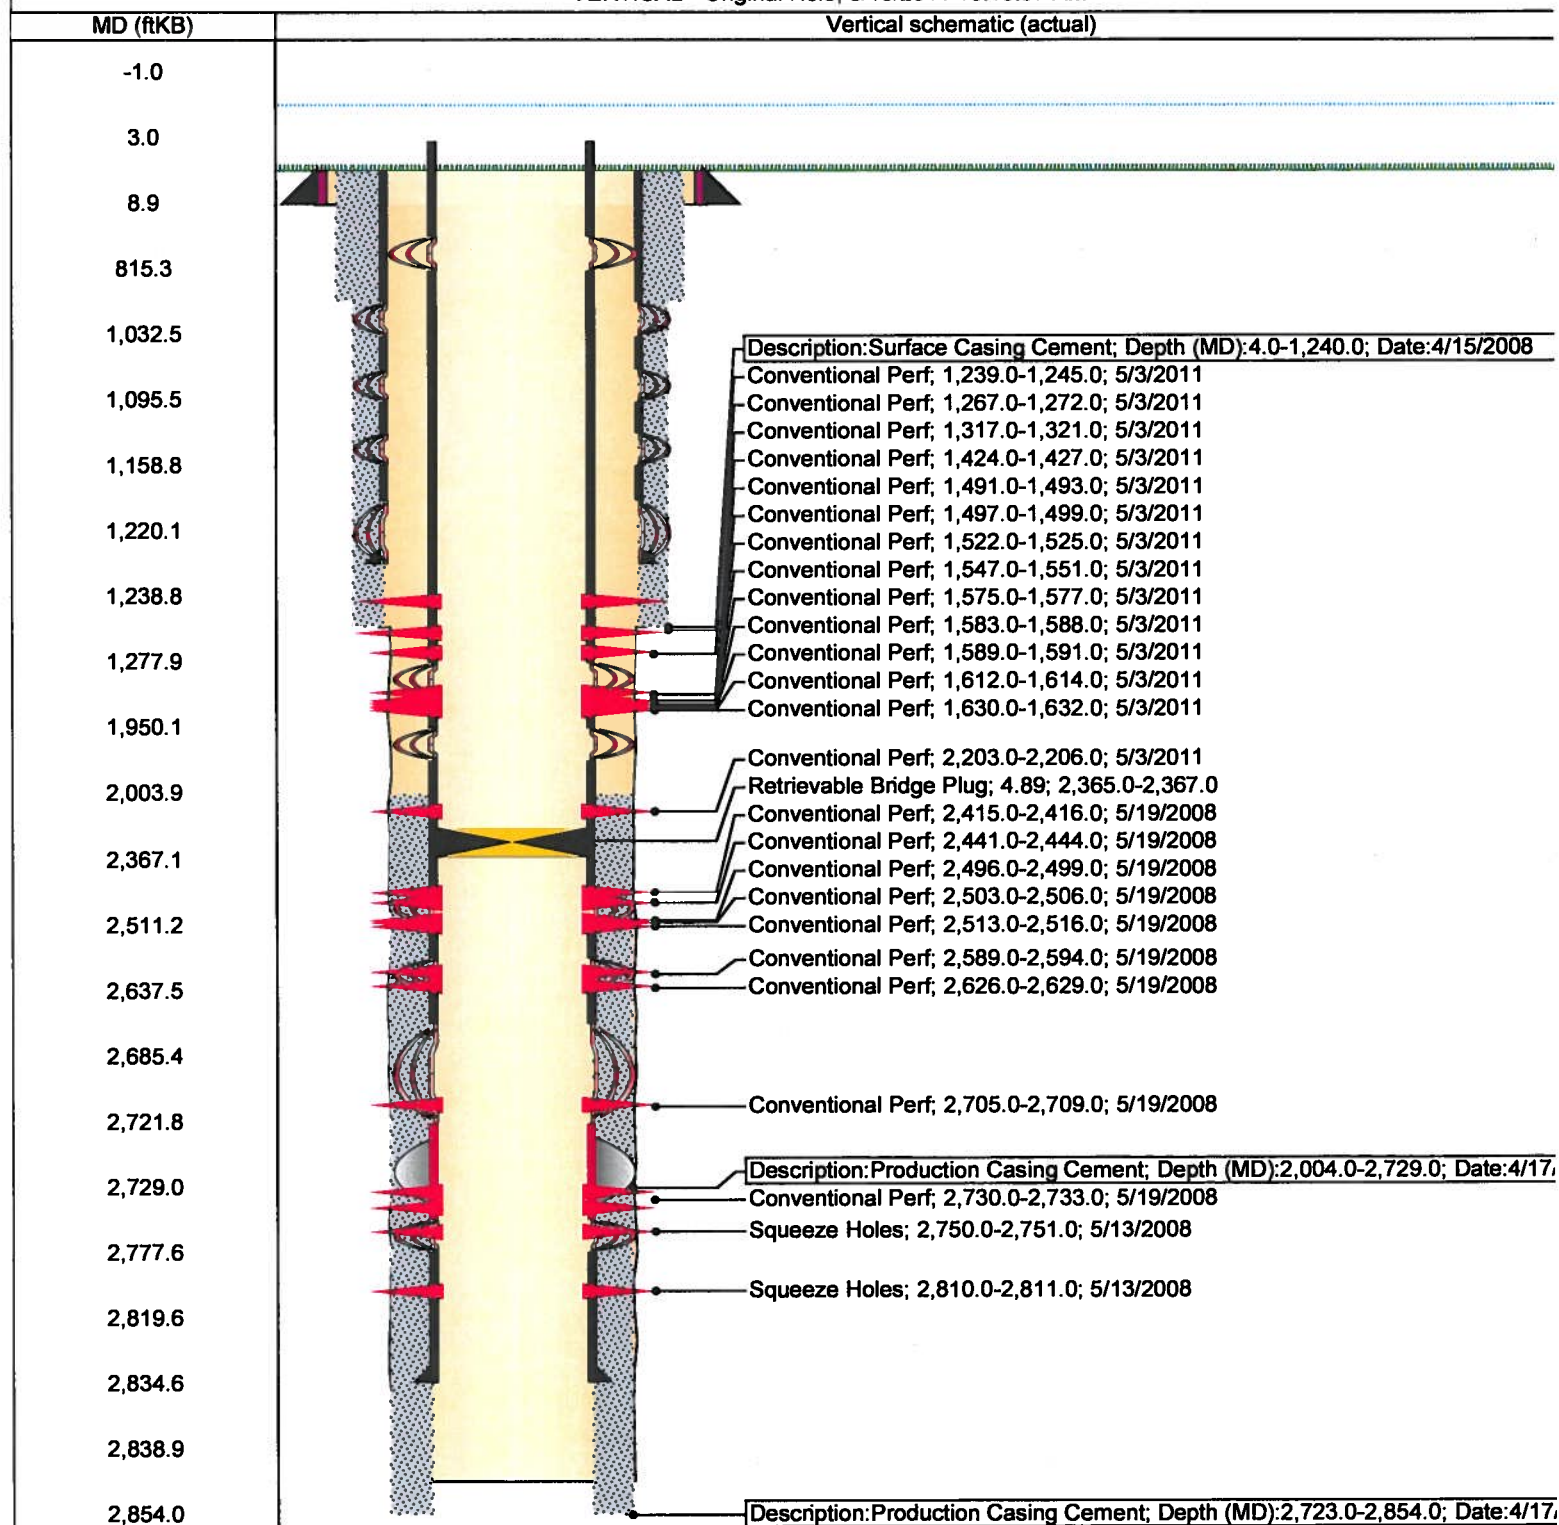 MD (ftKB)
Vertical schematic (actual)
-1.0
3.0
8.9
815.3
1,032.5
Description:Surface Casing Cement; Depth (MD):4.0-1,240.0; Date:4/15/2008
Conventional Perf; 1,239.0-1,245.0; 5/3/2011
1,095.5
Conventional Perf; 1,267.0-1,272.0; 5/3/2011
Conventional Perf; 1,317.0-1,321.0; 5/3/2011
1,158.8
Conventional Perf; 1,424.0-1,427.0; 5/3/2011
Conventional Perf; 1,491.0-1,493.0; 5/3/2011
Conventional Perf; 1,497.0-1,499.0; 5/3/2011
1,220.1
Conventional Perf; 1,522.0-1,525.0; 5/3/2011
Conventional Perf; 1,547.0-1,551.0; 5/3/2011
1,238.8
Conventional Perf; 1,575.0-1,577.0; 5/3/2011
Conventional Perf; 1,583.0-1,588.0; 5/3/2011
1,277.9
Conventional Perf; 1,589.0-1,591.0; 5/3/2011
Conventional Perf; 1,612.0-1,614.0; 5/3/2011
Conventional Perf; 1,630.0-1,632.0; 5/3/2011
1,950.1
Conventional Perf; 2,203.0-2,206.0; 5/3/2011
2,003.9
Retrievable Bridge Plug; 4.89; 2,365.0-2,367.0
Conventional Perf; 2,415.0-2,416.0; 5/19/2008
Conventional Perf; 2,441.0-2,444.0; 5/19/2008
2,367.1
Conventional Perf; 2,496.0-2,499.0; 5/19/2008
Conventional Perf; 2,503.0-2,506.0; 5/19/2008
2,511.2
Conventional Perf; 2,513.0-2,516.0; 5/19/2008
Conventional Perf; 2,589.0-2,594.0; 5/19/2008
2,637.5
Conventional Perf; 2,626.0-2,629.0; 5/19/2008
2,685.4
Conventional Perf; 2,705.0-2,709.0; 5/19/2008
2,721.8
Description:Production Casing Cement; Depth (MD):2,004.0-2,729.0; Date:4/17/
2,729.0
Conventional Perf; 2,730.0-2,733.0; 5/19/2008
Squeeze Holes; 2,750.0-2,751.0; 5/13/2008
2,777.6
Squeeze Holes; 2,810.0-2,811.0; 5/13/2008
2,819.6
2,834.6
2,838.9
2,854.0
Description:Production Casing Cement; Depth (MD):2,723.0-2,854.0; Date:4/17/